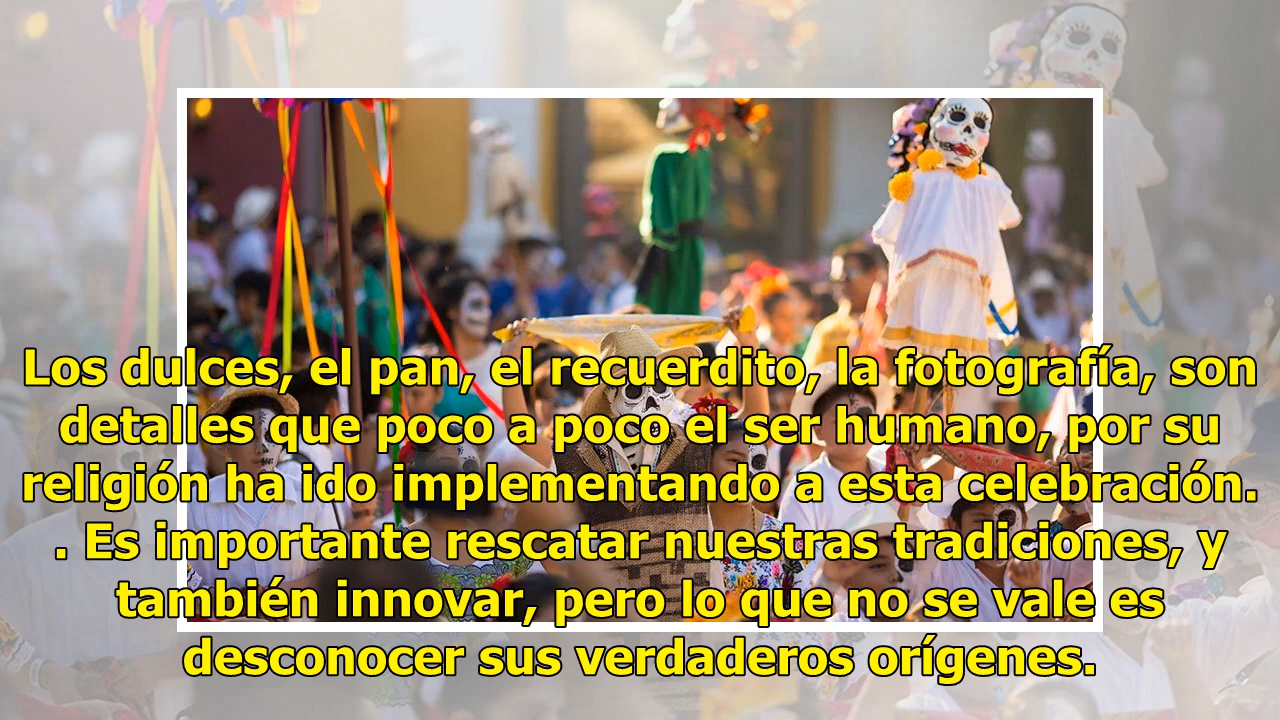 Los dulces, el pan, el recuerdito, la fotografía, son
detalles que poco a poco el ser humano, por su
religión ha ido implementando a esta celebración.
. Es importante rescatar nuestras tradiciones, y
también innovar, pero lo que no se vale es
desconocer sus verdaderos orígenes.